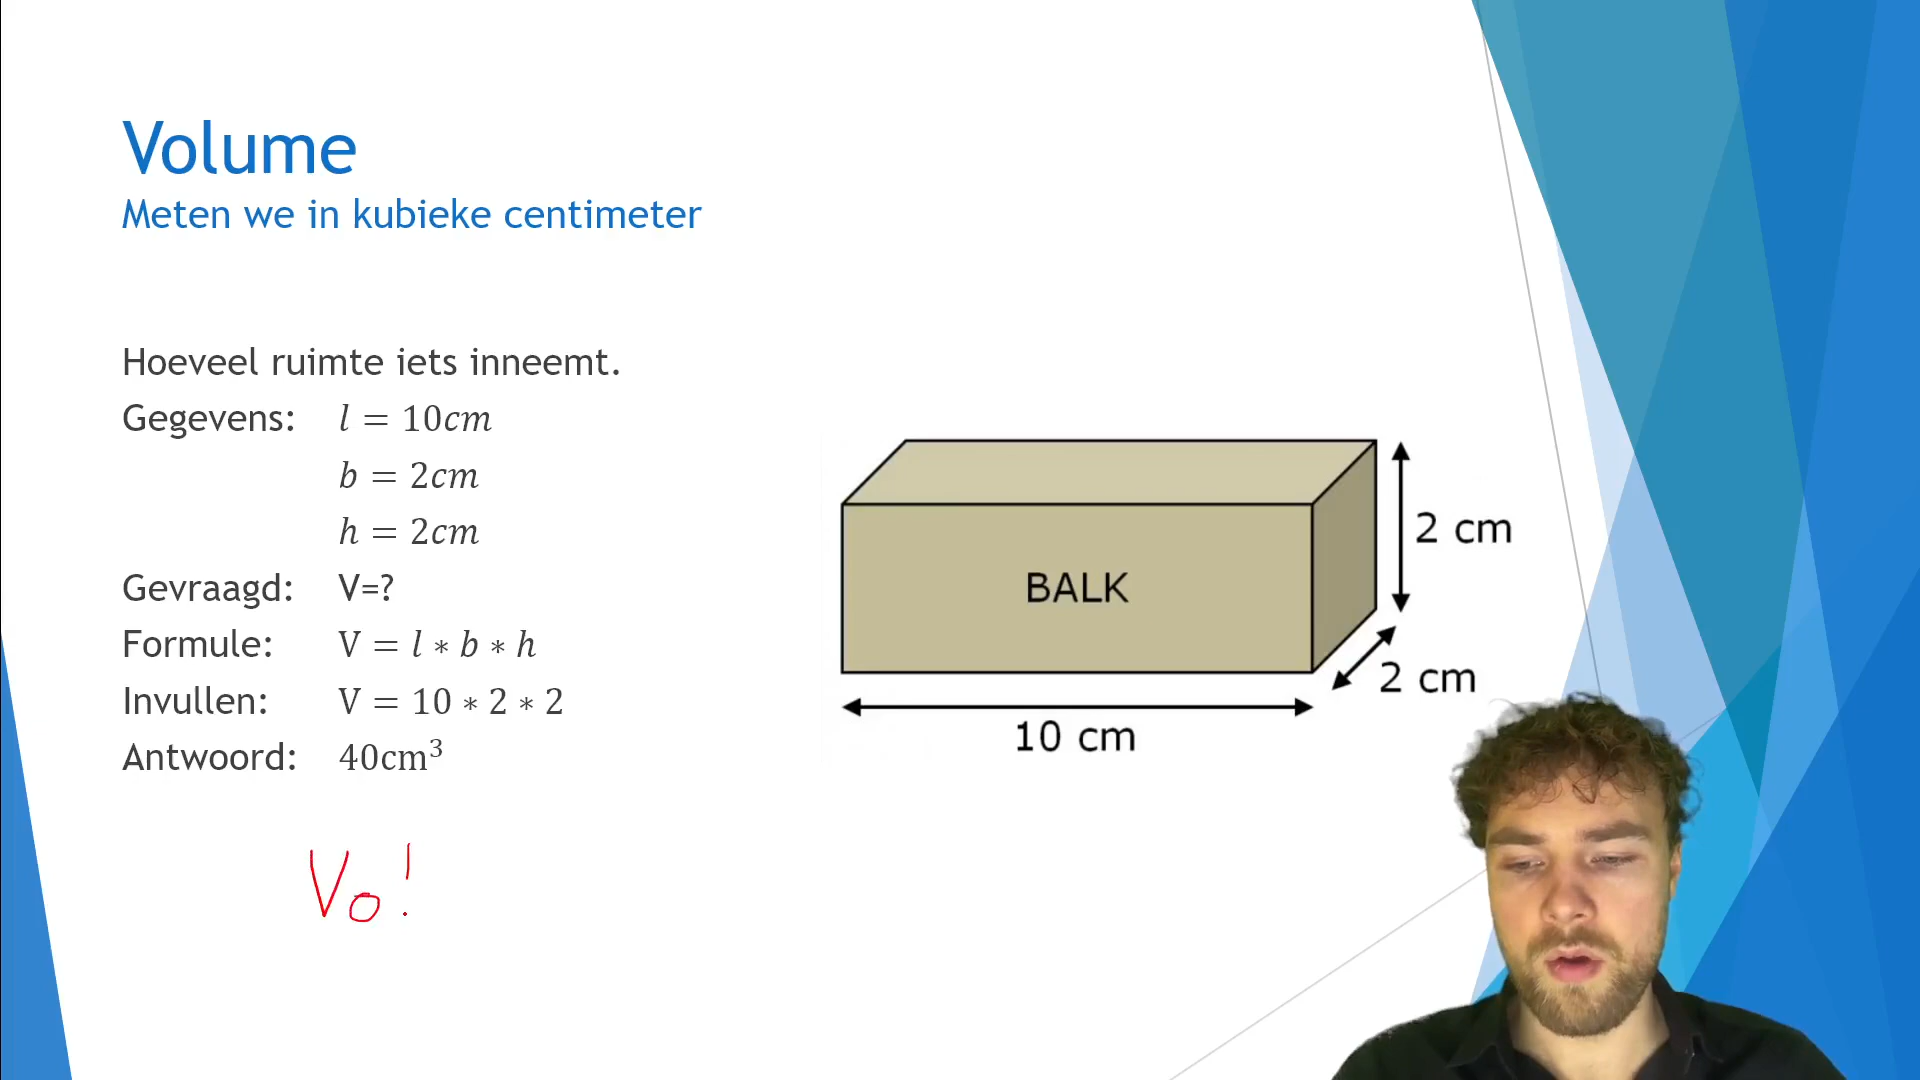 Volume
Meten we in kubieke centimeter
Hoeveel ruimte iets inneemt.
Gegevens: l = 10cm
b = 2cm
h = 2cm
Gevraagd: V=?
Formule: V = l ∗ b ∗ h
Invullen: V = 10 ∗ 2 ∗ 2
Antwoord: 40cm³
Vo!
BALK
2 cm
2 cm
10 cm